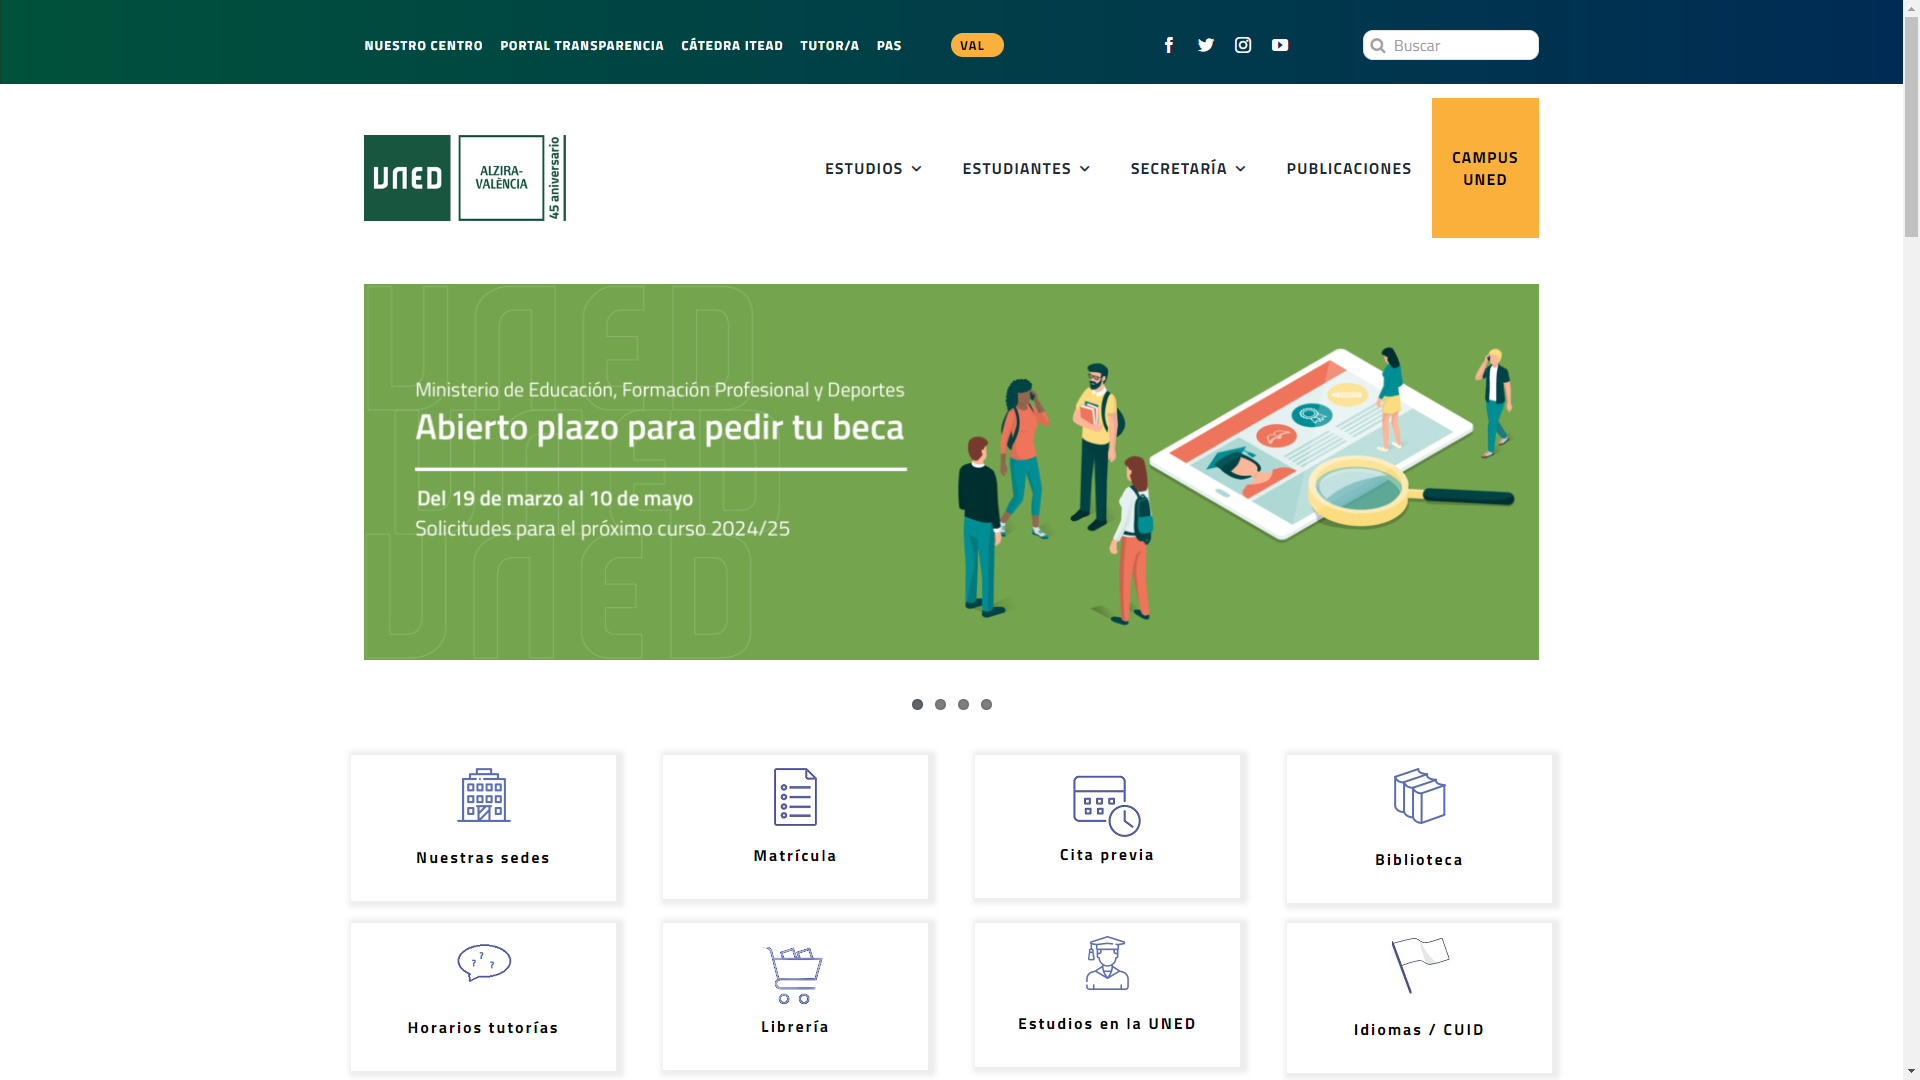 NUESTRO CENTRO PORTAL TRANSPARENCIA CÁTEDRA ITEAD TUTOR/A PAS VAL Buscar
UNED
ALZIRA-
VALÈNCIA
45 aniversario
ESTUDIOS ESTUDIANTES SECRETARÍA PUBLICACIONES
CAMPUS
UNED
UNED
UNED
UNED
Ministerio de Educación, Formación Profesional y Deportes
Abierto plazo para pedir tu beca
Del 19 de marzo al 10 de mayo
Solicitudes para el próximo curso 2024/25
Nuestras sedes Matrícula Cita previa Biblioteca
? ? ?
Horarios tutorías Librería Estudios en la UNED Idiomas / CUID